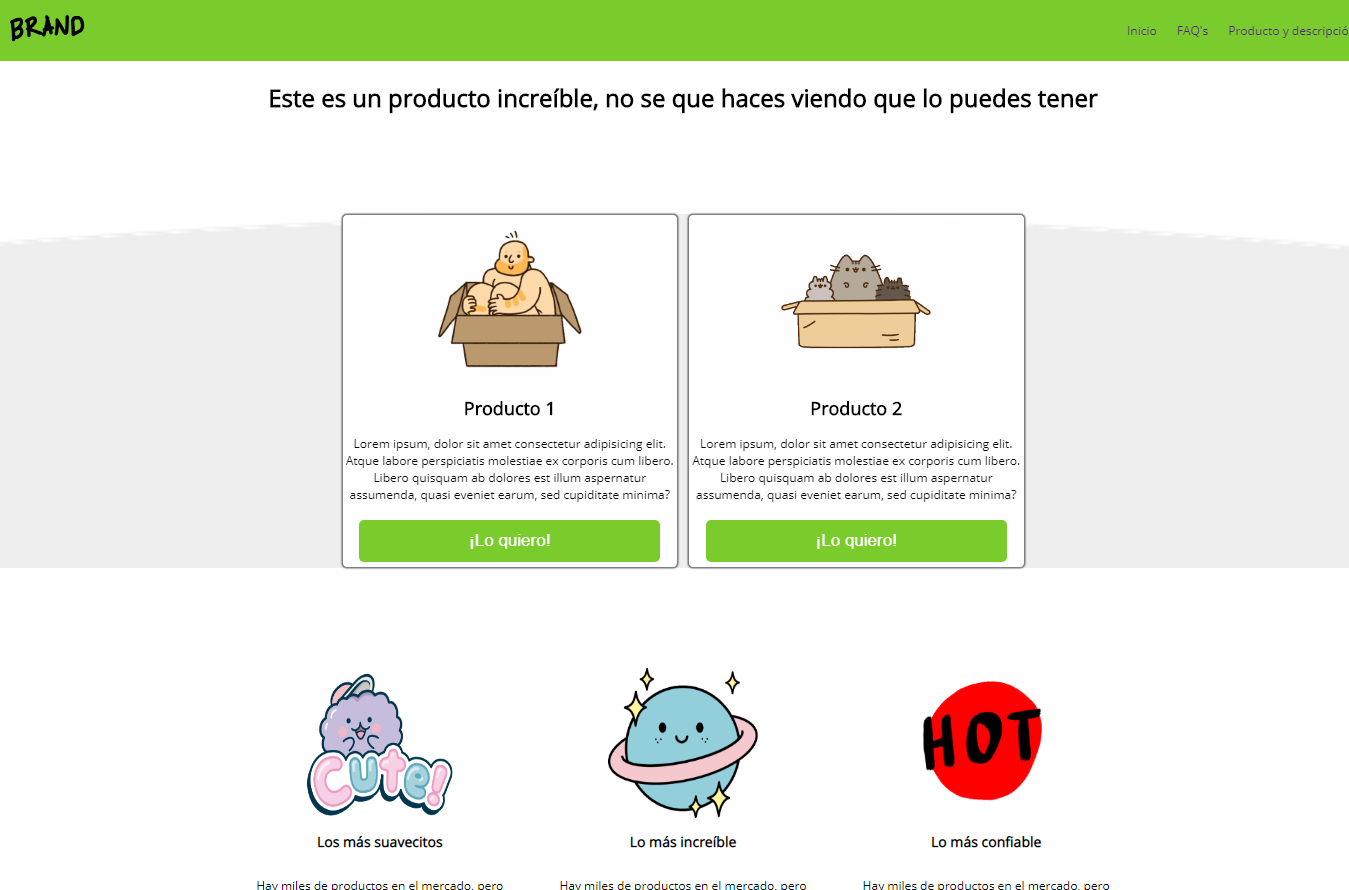 BRAND
Inicio FAQ's Producto y descripció
Este es un producto increíble, no se que haces viendo que lo puedes tener
Producto 1
Lorem ipsum, dolor sit amet consectetur adipisicing elit.
Atque labore perspiciatis molestiae ex corporis cum libero.
Libero quisquam ab dolores est illum aspernatur
assumenda, quasi eveniet earum, sed cupiditate minima?
¡Lo quiero!
Producto 2
Lorem ipsum, dolor sit amet consectetur adipisicing elit.
Atque labore perspiciatis molestiae ex corporis cum libero.
Libero quisquam ab dolores est illum aspernatur
assumenda, quasi eveniet earum, sed cupiditate minima?
¡Lo quiero!
Cute!
Los más suavecitos
Hay miles de productos en el mercado, pero
Lo más increíble
Hay miles de productos en el mercado, pero
HOT
Lo más confiable
Hay miles de productos en el mercado, pero